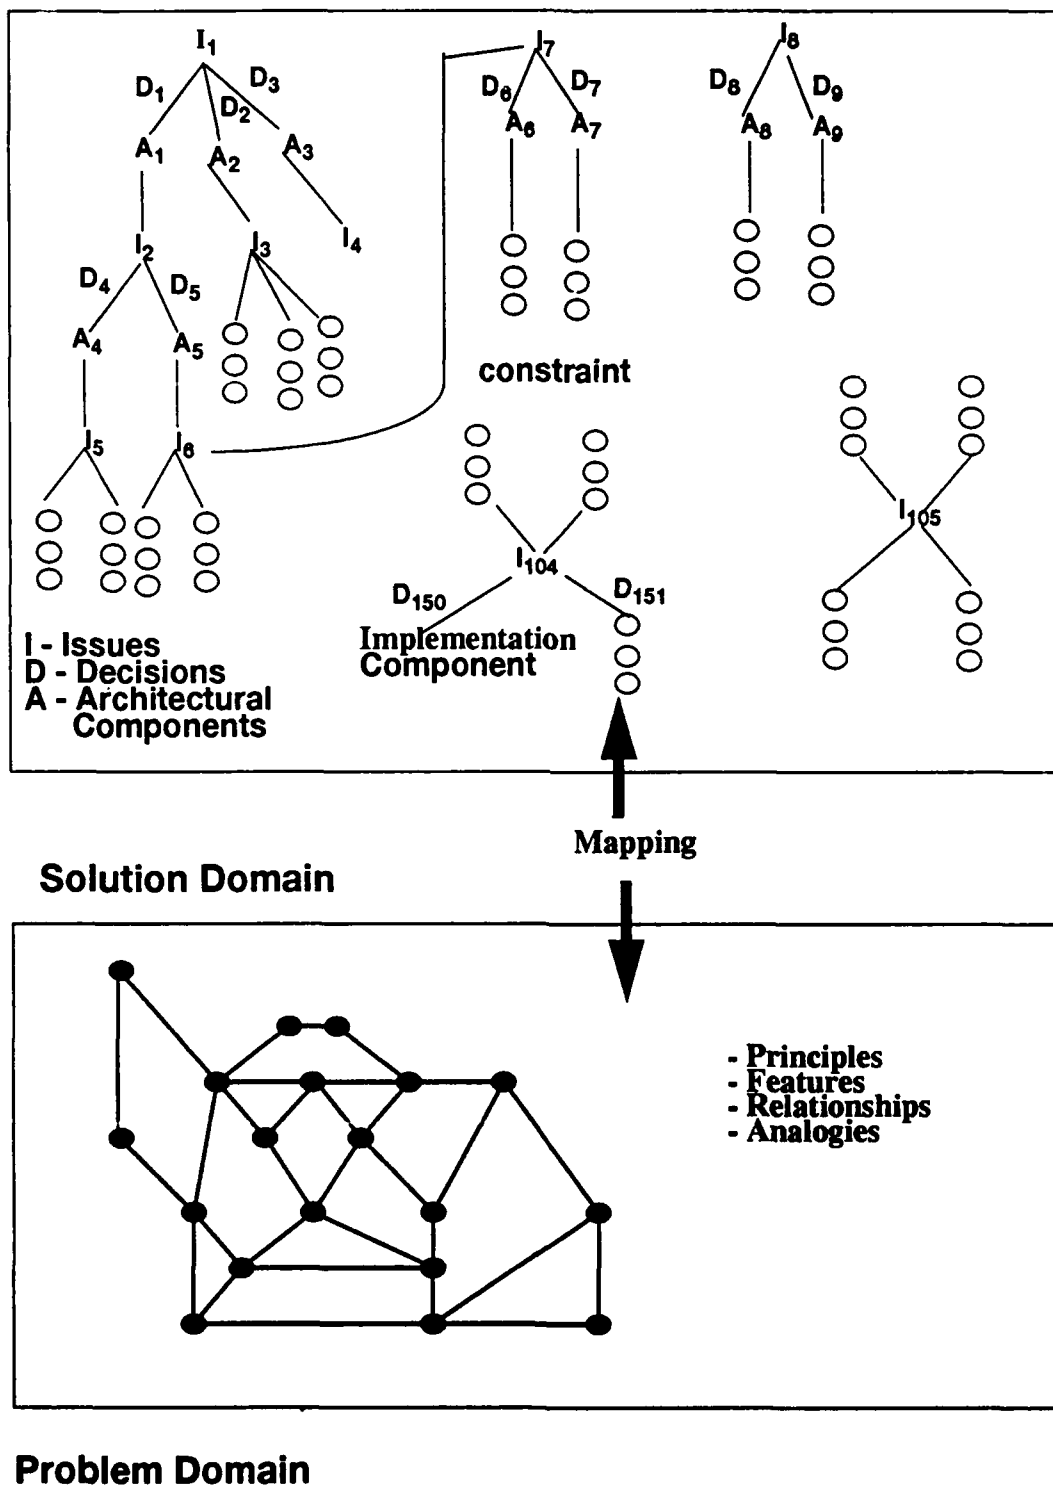 I1
I7
I8
D1
D3
D2
D6
D7
D8
D9
A1
A2
A3
A6
A7
A8
A9
I2
I3
I4
D4
D5
A4
A5
constraint
I5
I6
I105
I104
D150
D151
Implementation
Component
I - Issues
D - Decisions
A - Architectural
Components
Mapping
Solution Domain
- Principles
- Features
- Relationships
- Analogies
Problem Domain